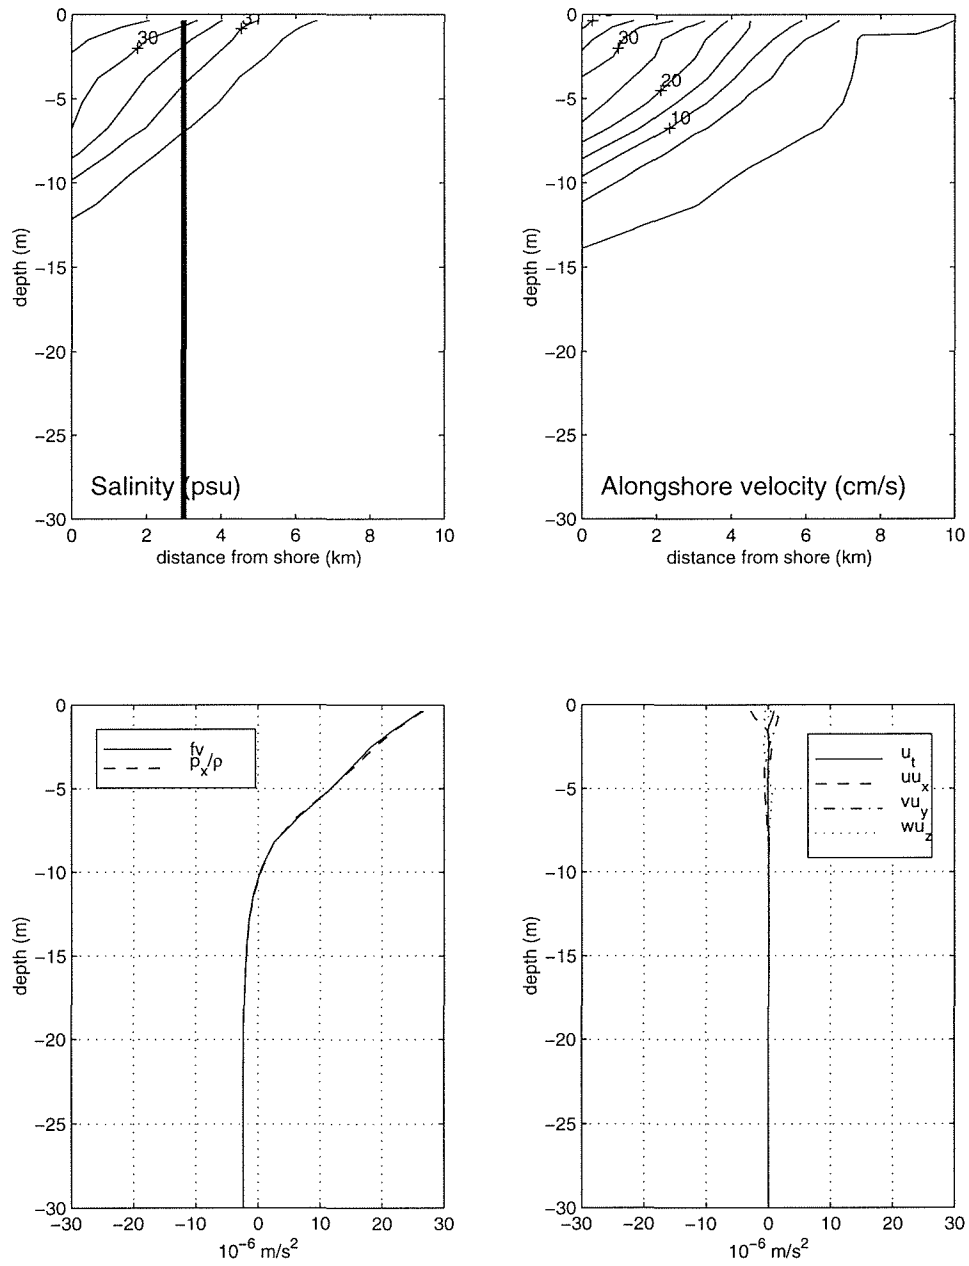 0
−5
−10
−15
−20
−25
−30
depth (m)
30
31
Salinity (psu)
0 2 4 6 8 10
distance from shore (km)
0
−5
−10
−15
−20
−25
−30
depth (m)
30
20
10
Alongshore velocity (cm/s)
0 2 4 6 8 10
distance from shore (km)
0
−5
−10
−15
−20
−25
−30
depth (m)
fv
p_x/ρ
−30 −20 −10 0 10 20 30
10^−6 m/s^2
0
−5
−10
−15
−20
−25
−30
depth (m)
u_t
uu_x
vu_y
wu_z
−30 −20 −10 0 10 20 30
10^−6 m/s^2